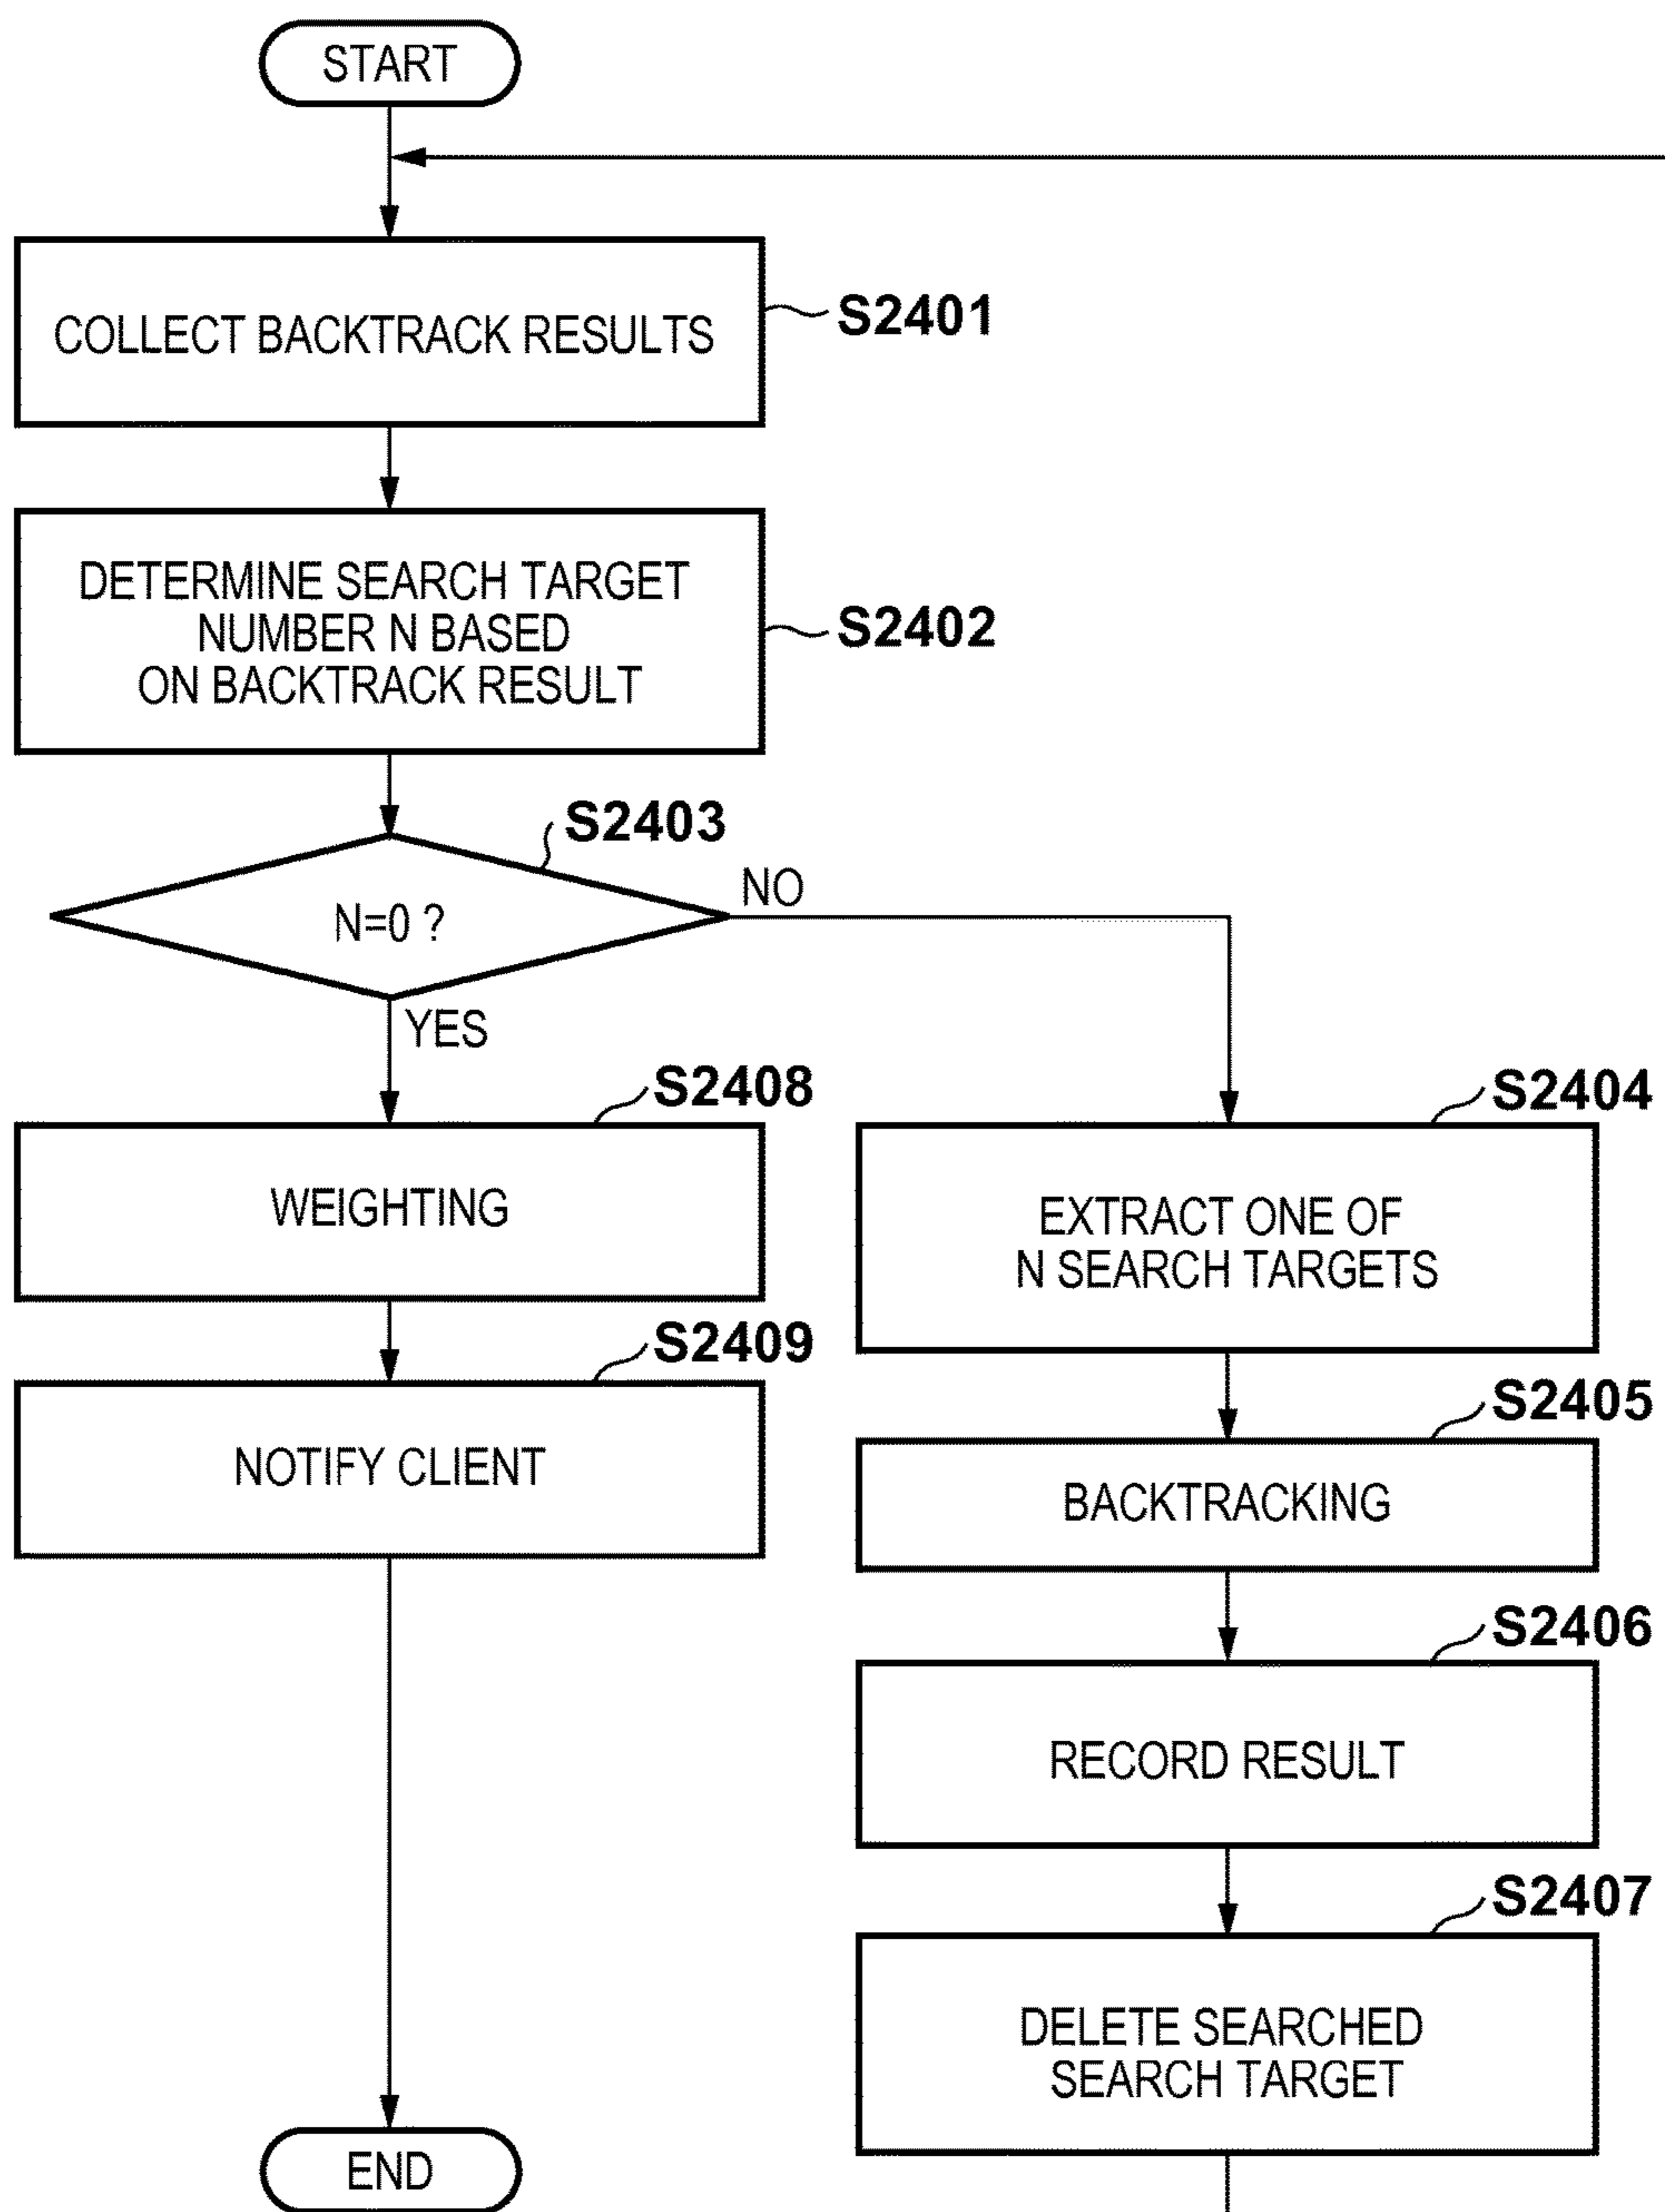 START
COLLECT BACKTRACK RESULTS
S2401
DETERMINE SEARCH TARGET
NUMBER N BASED
ON BACKTRACK RESULT
S2402
S2403
N=0 ?
NO
YES
S2408
WEIGHTING
S2409
NOTIFY CLIENT
END
S2404
EXTRACT ONE OF
N SEARCH TARGETS
S2405
BACKTRACKING
S2406
RECORD RESULT
S2407
DELETE SEARCHED
SEARCH TARGET